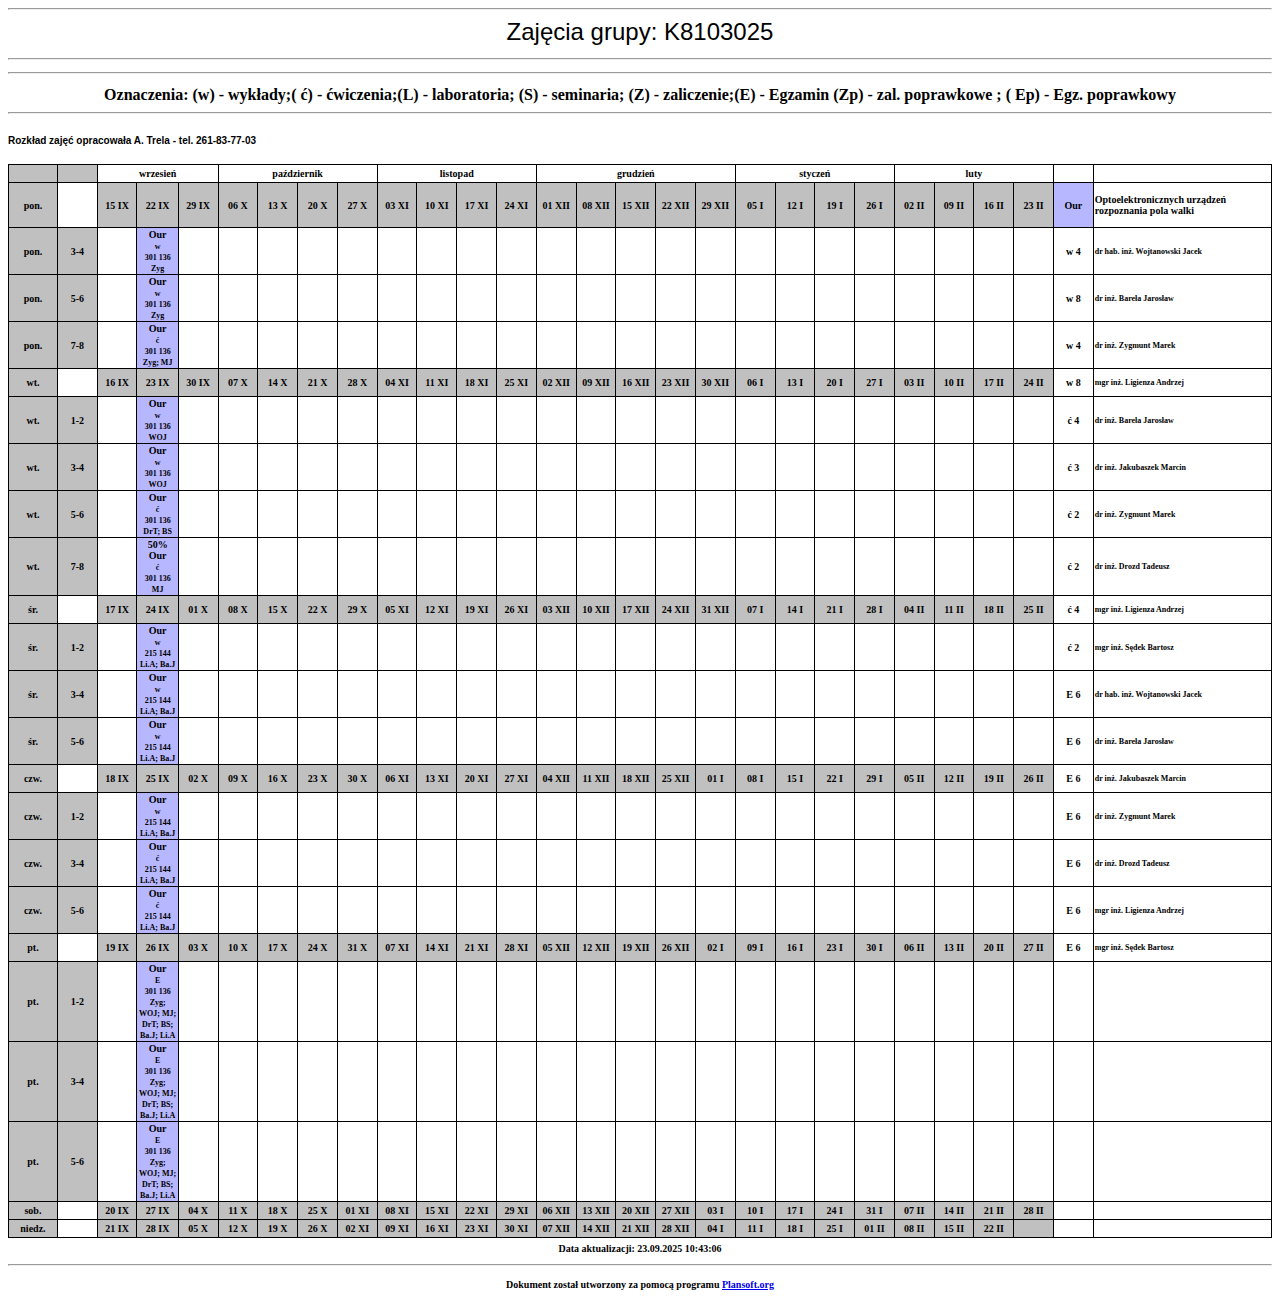 Zajęcia grupy: K8103025
Oznaczenia: (w) - wykłady;( ć) - ćwiczenia;(L) - laboratoria; (S) - seminaria; (Z) - zaliczenie;(E) - Egzamin (Zp) - zal. poprawkowe ; ( Ep) - Egz. poprawkowy
Rozkład zajęć opracowała A. Trela - tel. 261-83-77-03
wrzesień październik listopad grudzień styczeń luty
pon. 15 IX 22 IX 29 IX 06 X 13 X 20 X 27 X 03 XI 10 XI 17 XI 24 XI 01 XII 08 XII 15 XII 22 XII 29 XII 05 I 12 I 19 I 26 I 02 II 09 II 16 II 23 II Our Optoelektronicznych urządzeń
rozpoznania pola walki
pon. 3-4 Our
w
301 136
Zyg
w 4 dr hab. inż. Wojtanowski Jacek
pon. 5-6 Our
w
301 136
Zyg
w 8 dr inż. Bareła Jarosław
pon. 7-8 Our
ć
301 136
Zyg; MJ
w 4 dr inż. Zygmunt Marek
wt. 16 IX 23 IX 30 IX 07 X 14 X 21 X 28 X 04 XI 11 XI 18 XI 25 XI 02 XII 09 XII 16 XII 23 XII 30 XII 06 I 13 I 20 I 27 I 03 II 10 II 17 II 24 II w 8 mgr inż. Ligienza Andrzej
wt. 1-2 Our
w
301 136
WOJ
ć 4 dr inż. Bareła Jarosław
wt. 3-4 Our
w
301 136
WOJ
ć 3 dr inż. Jakubaszek Marcin
wt. 5-6 Our
ć
301 136
DrT; BS
ć 2 dr inż. Zygmunt Marek
wt. 7-8 50%
Our
ć
301 136
MJ
ć 2 dr inż. Drozd Tadeusz
śr. 17 IX 24 IX 01 X 08 X 15 X 22 X 29 X 05 XI 12 XI 19 XI 26 XI 03 XII 10 XII 17 XII 24 XII 31 XII 07 I 14 I 21 I 28 I 04 II 11 II 18 II 25 II ć 4 mgr inż. Ligienza Andrzej
śr. 1-2 Our
w
215 144
Li.A; Ba.J
ć 2 mgr inż. Sędek Bartosz
śr. 3-4 Our
w
215 144
Li.A; Ba.J
E 6 dr hab. inż. Wojtanowski Jacek
śr. 5-6 Our
w
215 144
Li.A; Ba.J
E 6 dr inż. Bareła Jarosław
czw. 18 IX 25 IX 02 X 09 X 16 X 23 X 30 X 06 XI 13 XI 20 XI 27 XI 04 XII 11 XII 18 XII 25 XII 01 I 08 I 15 I 22 I 29 I 05 II 12 II 19 II 26 II E 6 dr inż. Jakubaszek Marcin
czw. 1-2 Our
w
215 144
Li.A; Ba.J
E 6 dr inż. Zygmunt Marek
czw. 3-4 Our
ć
215 144
Li.A; Ba.J
E 6 dr inż. Drozd Tadeusz
czw. 5-6 Our
ć
215 144
Li.A; Ba.J
E 6 mgr inż. Ligienza Andrzej
pt. 19 IX 26 IX 03 X 10 X 17 X 24 X 31 X 07 XI 14 XI 21 XI 28 XI 05 XII 12 XII 19 XII 26 XII 02 I 09 I 16 I 23 I 30 I 06 II 13 II 20 II 27 II E 6 mgr inż. Sędek Bartosz
pt. 1-2 Our
E
301 136
Zyg;
WOJ; MJ;
DrT; BS;
Ba.J; Li.A
pt. 3-4 Our
E
301 136
Zyg;
WOJ; MJ;
DrT; BS;
Ba.J; Li.A
pt. 5-6 Our
E
301 136
Zyg;
WOJ; MJ;
DrT; BS;
Ba.J; Li.A
sob. 20 IX 27 IX 04 X 11 X 18 X 25 X 01 XI 08 XI 15 XI 22 XI 29 XI 06 XII 13 XII 20 XII 27 XII 03 I 10 I 17 I 24 I 31 I 07 II 14 II 21 II 28 II
niedz. 21 IX 28 IX 05 X 12 X 19 X 26 X 02 XI 09 XI 16 XI 23 XI 30 XI 07 XII 14 XII 21 XII 28 XII 04 I 11 I 18 I 25 I 01 II 08 II 15 II 22 II
Data aktualizacji: 23.09.2025 10:43:06
Dokument został utworzony za pomocą programu Plansoft.org